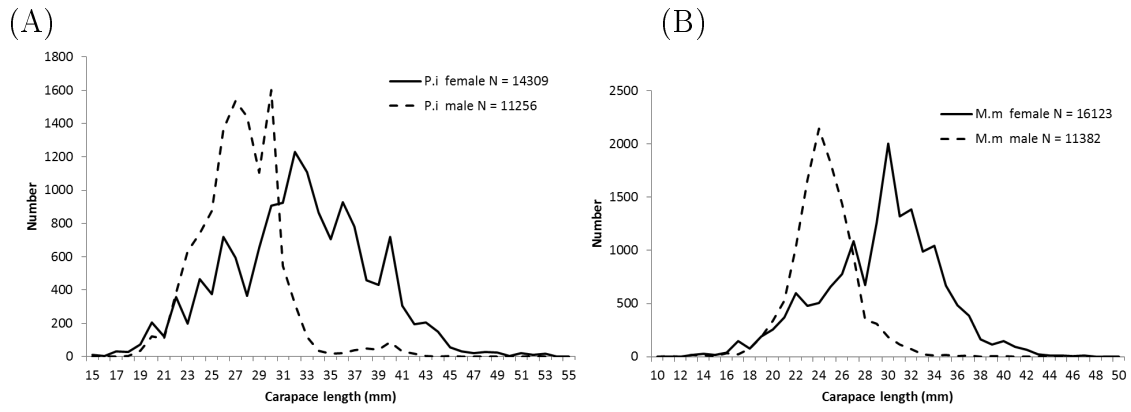 (A)
1800
1600
1400
1200
1000
800
600
400
200
0
Number
P.i female N = 14309
P.i male N = 11256
15 17 19 21 23 25 27 29 31 33 35 37 39 41 43 45 47 49 51 53 55
Carapace length (mm)
(B)
2500
2000
1500
1000
500
0
Number
M.m female N = 16123
M.m male N = 11382
10 12 14 16 18 20 22 24 26 28 30 32 34 36 38 40 42 44 46 48 50
Carapace length (mm)